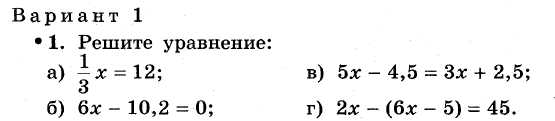 Вариант 1
• 1. Решите уравнение:
а) 1/3 x = 12; в) 5x − 4,5 = 3x + 2,5;
б) 6x − 10,2 = 0; г) 2x − (6x − 5) = 45.